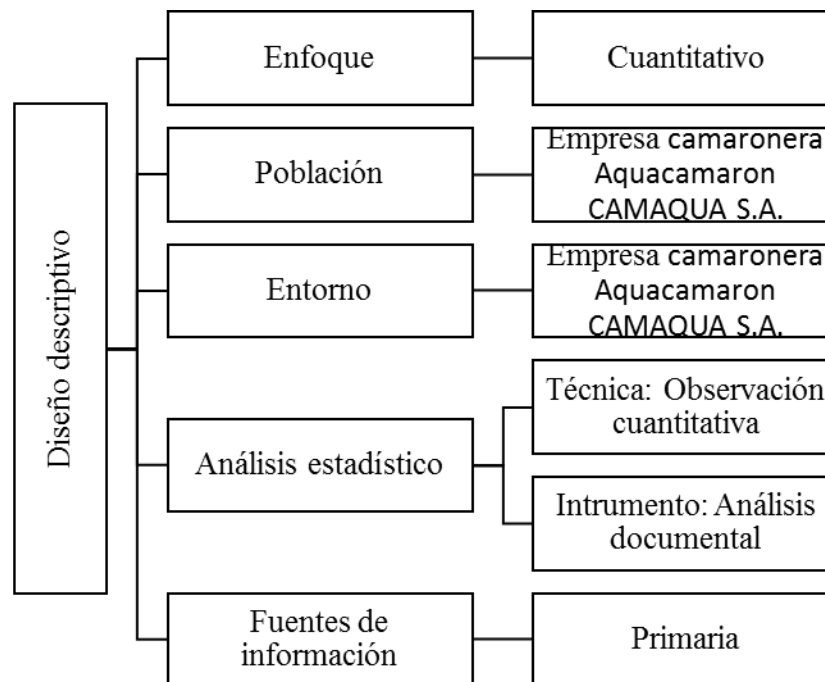 Diseño descriptivo
Enfoque
Cuantitativo
Población
Empresa camaronera
Aquacamaron
CAMAQUA S.A.
Entorno
Empresa camaronera
Aquacamaron
CAMAQUA S.A.
Análisis estadístico
Técnica: Observación
cuantitativa
Intrumento: Análisis
documental
Fuentes de
información
Primaria